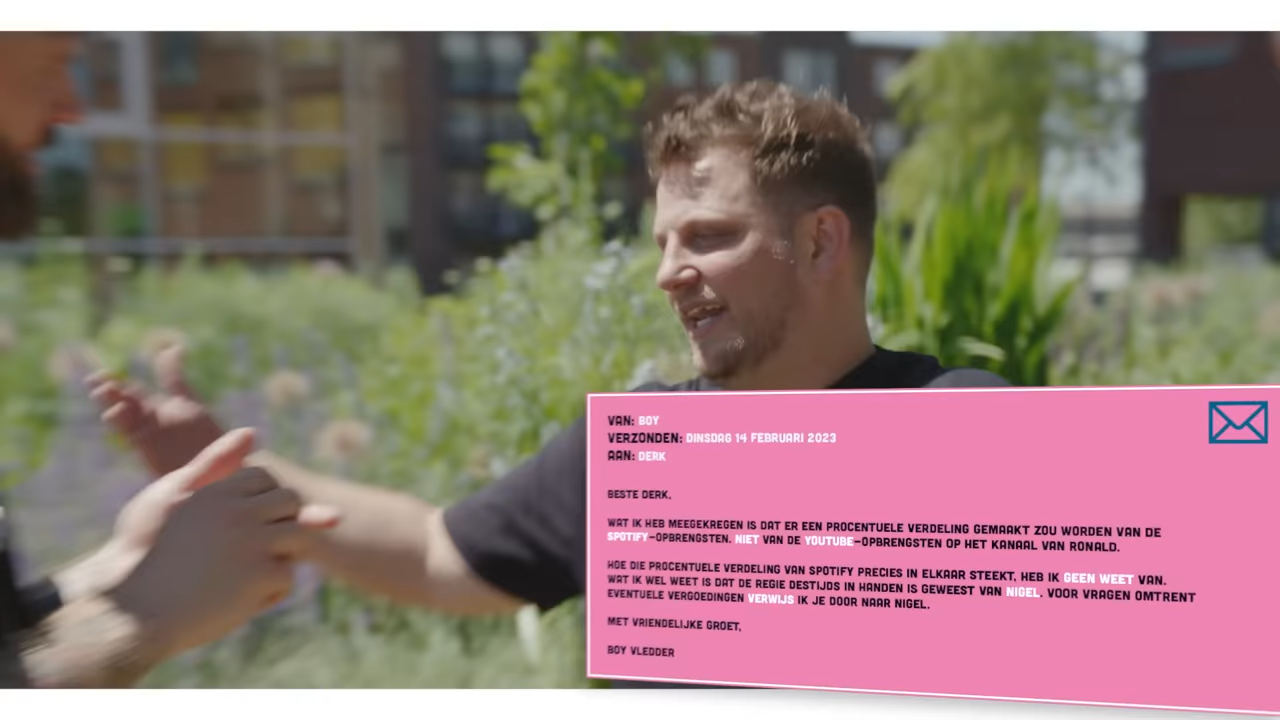 VAN: BOY
VERZONDEN: DINSDAG 14 FEBRUARI 2023
AAN: DERK
BESTE DERK,
WAT IK HEB MEEGEKREGEN IS DAT ER EEN PROCENTUELE VERDELING GEMAAKT ZOU WORDEN VAN DE
SPOTIFY-OPBRENGSTEN. NIET VAN DE YOUTUBE-OPBRENGSTEN OP HET KANAAL VAN RONALD.
HOE DIE PROCENTUELE VERDELING VAN SPOTIFY PRECIES IN ELKAAR STEEKT, HEB IK GEEN WEET VAN.
WAT IK WEL WEET IS DAT DE REGIE DESTIJDS IN HANDEN IS GEWEEST VAN NIGEL. VOOR VRAGEN OMTRENT
EVENTUELE VERGOEDINGEN VERWIJS IK JE DOOR NAAR NIGEL.
MET VRIENDELIJKE GROET,
BOY VLEDDER